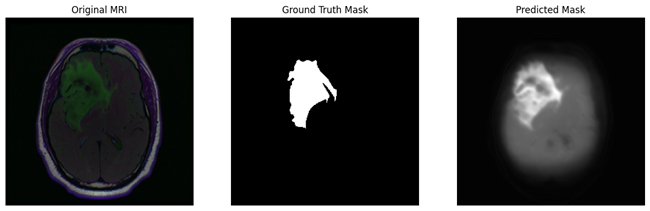 Original MRI
Ground Truth Mask
Predicted Mask